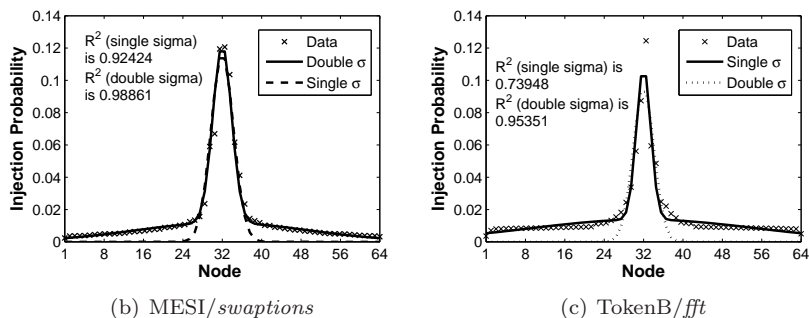 0.14
0.12
0.1
0.08
0.06
0.04
0.02
0
Injection Probability
R² (single sigma)
is 0.92424
R² (double sigma)
is 0.98861
Data
Double σ
Single σ
1 8 16 24 32 40 48 56 64
Node
(b) MESI/swaptions
0.14
0.12
0.1
0.08
0.06
0.04
0.02
0
Injection Probability
R² (single sigma) is
0.73948
R² (double sigma) is
0.95351
Data
Single σ
Double σ
1 8 16 24 32 40 48 56 64
Node
(c) TokenB/fft